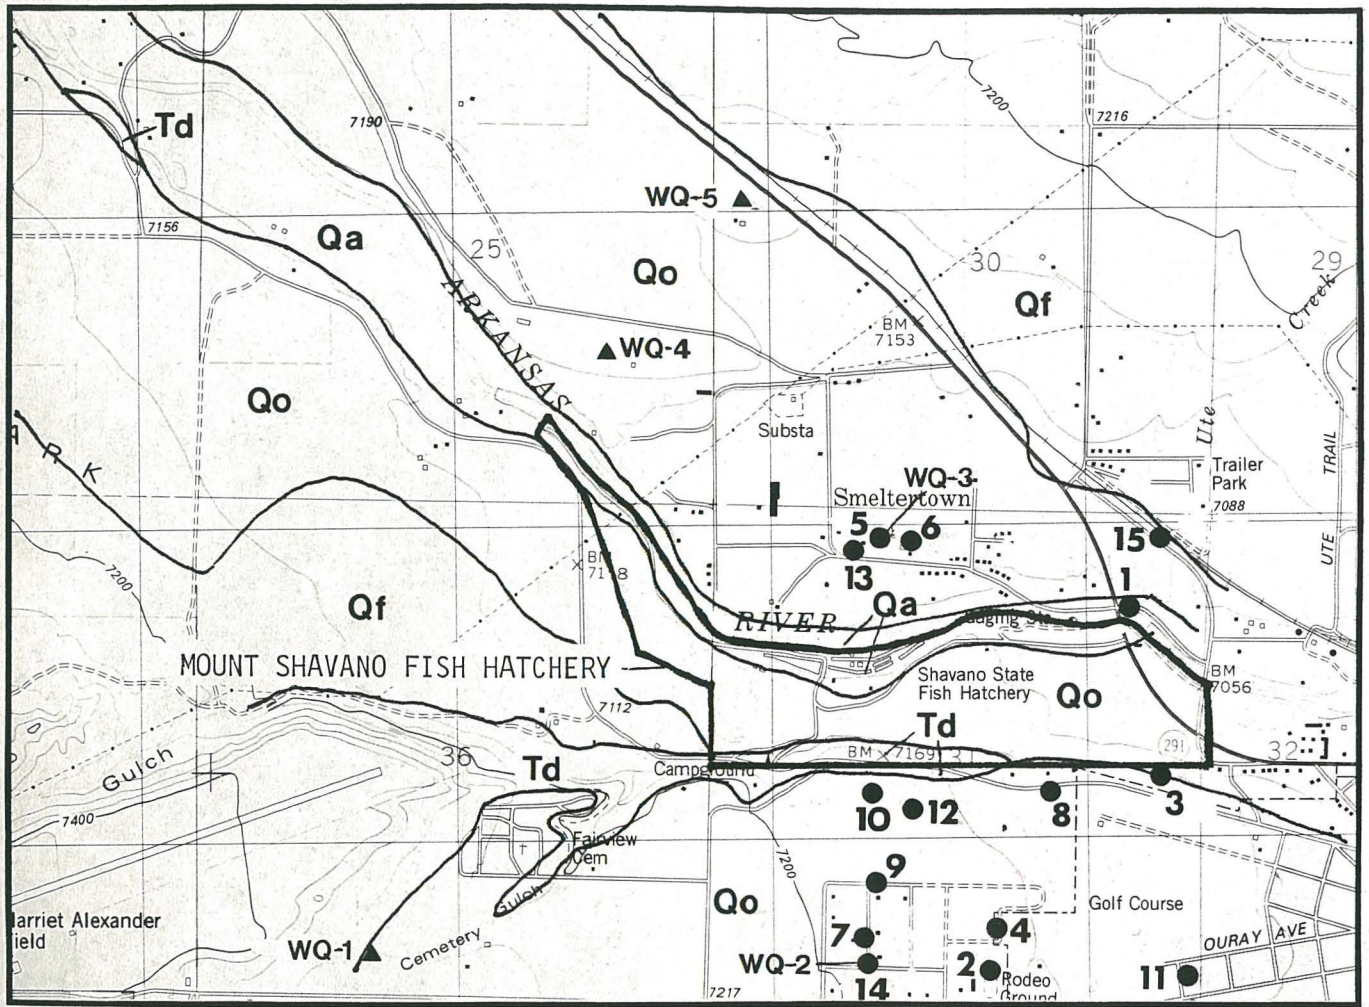 7200
7216
Td
7190
WQ-5
7156
Qa
25
Qo
30
29
Qf
Creek
ARKANSAS
BM
7153
WQ-4
Qo
Substa
Ute
UTE TRAIL
ARK
WQ-3
Smeltertown
Trailer
Park
7088
5
6
13
15
BM
7200
1
Qf
Qa
RIVER
MOUNT SHAVANO FISH HATCHERY
Shavano State
Fish Hatchery
BM
7056
Qo
7112
Td
BM 7169
31
291
32
Gulch
36
Td
Campground
10
12
8
3
7400
Fairview
Cem
7200
9
Gulch
Qo
Golf Course
Harriet Alexander
Field
WQ-1
Cemetery
7
4
OURAY AVE
WQ-2
14
2
Rodeo
Ground
11
7217